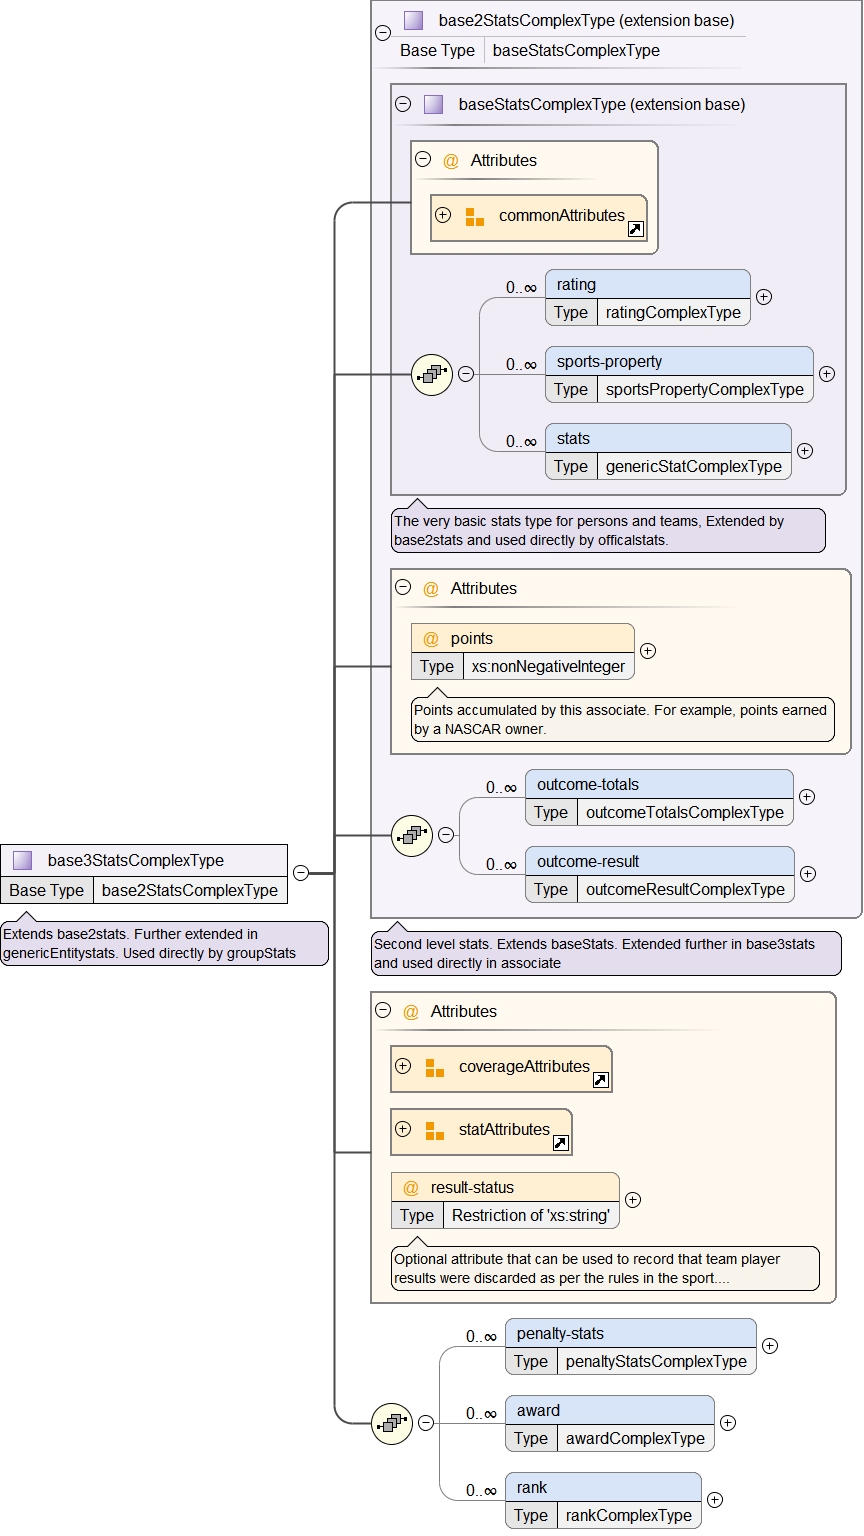 base2StatsComplexType (extension base)
Base Type baseStatsComplexType
baseStatsComplexType (extension base)
@ Attributes
commonAttributes
0..∞ rating
Type ratingComplexType
0..∞ sports-property
Type sportsPropertyComplexType
0..∞ stats
Type genericStatComplexType
The very basic stats type for persons and teams, Extended by
base2stats and used directly by officalstats.
@ Attributes
@ points
Type xs:nonNegativeInteger
Points accumulated by this associate. For example, points earned
by a NASCAR owner.
0..∞ outcome-totals
Type outcomeTotalsComplexType
0..∞ outcome-result
Type outcomeResultComplexType
base3StatsComplexType
Base Type base2StatsComplexType
Extends base2stats. Further extended in
genericEntitystats. Used directly by groupStats
Second level stats. Extends baseStats. Extended further in base3stats
and used directly in associate
@ Attributes
coverageAttributes
statAttributes
@ result-status
Type Restriction of 'xs:string'
Optional attribute that can be used to record that team player
results were discarded as per the rules in the sport....
0..∞ penalty-stats
Type penaltyStatsComplexType
0..∞ award
Type awardComplexType
0..∞ rank
Type rankComplexType